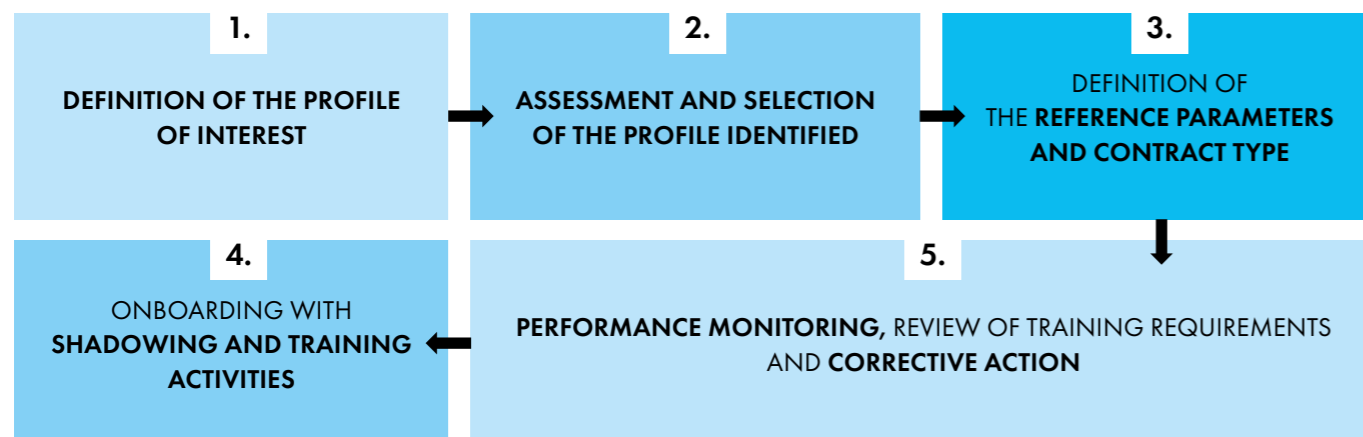 1.
DEFINITION OF THE PROFILE
OF INTEREST
2.
ASSESSMENT AND SELECTION
OF THE PROFILE IDENTIFIED
3.
DEFINITION OF
THE REFERENCE PARAMETERS
AND CONTRACT TYPE
4.
ONBOARDING WITH
SHADOWING AND TRAINING
ACTIVITIES
5.
PERFORMANCE MONITORING, REVIEW OF TRAINING REQUIREMENTS
AND CORRECTIVE ACTION